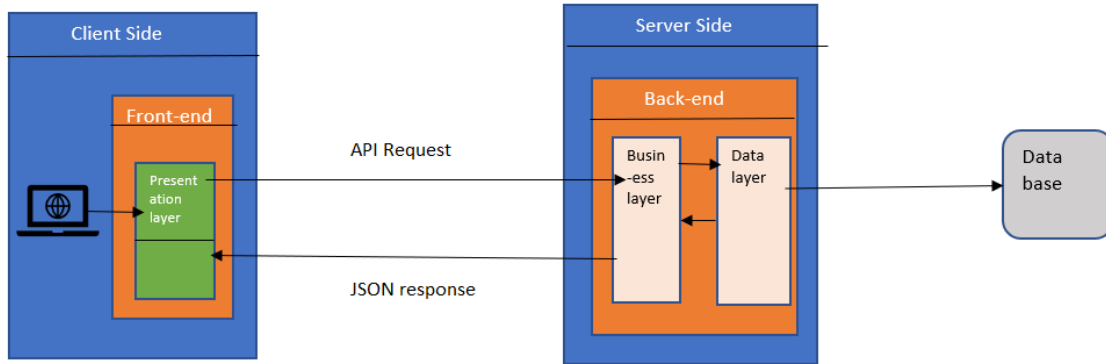 Client Side
Server Side
Front-end
Back-end
API Request
Present
ation
layer
Busin
-ess
layer
Data
layer
Data
base
JSON response